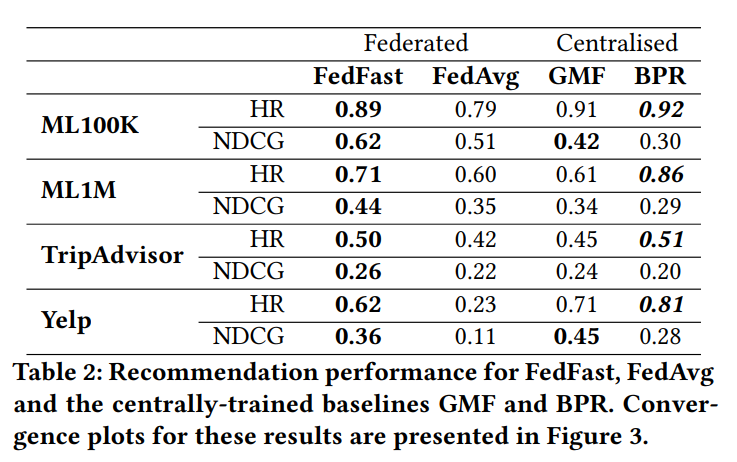 Federated Centralised
FedFast FedAvg GMF BPR
ML100K
HR 0.89 0.79 0.91 0.92
NDCG 0.62 0.51 0.42 0.30
ML1M
HR 0.71 0.60 0.61 0.86
NDCG 0.44 0.35 0.34 0.29
TripAdvisor
HR 0.50 0.42 0.45 0.51
NDCG 0.26 0.22 0.24 0.20
Yelp
HR 0.62 0.23 0.71 0.81
NDCG 0.36 0.11 0.45 0.28
Table 2: Recommendation performance for FedFast, FedAvg
and the centrally-trained baselines GMF and BPR. Conver-
gence plots for these results are presented in Figure 3.